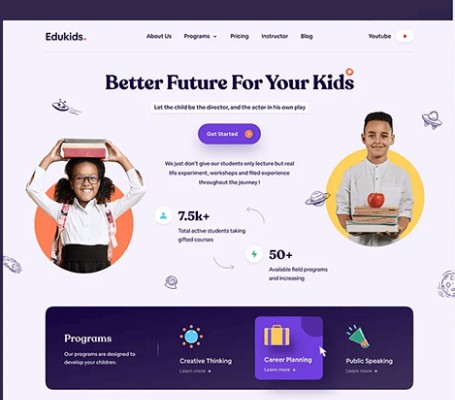 Edukids.
About Us
Programs
Pricing
Instructor
Blog
Youtube
Better Future For Your Kids
Let the child be the director, and the actor in his own play
Get Started
We just don't give our students only lecture but real
life experiment, workshops and filed experience
throughout the journey !
7.5k+
Total active students taking
gifted courses
50+
Available field programs
and increasing
Programs
Our programs are designed to
develop your children.
Creative Thinking
Learn more
Career Planning
Learn more
Public Speaking
Learn more